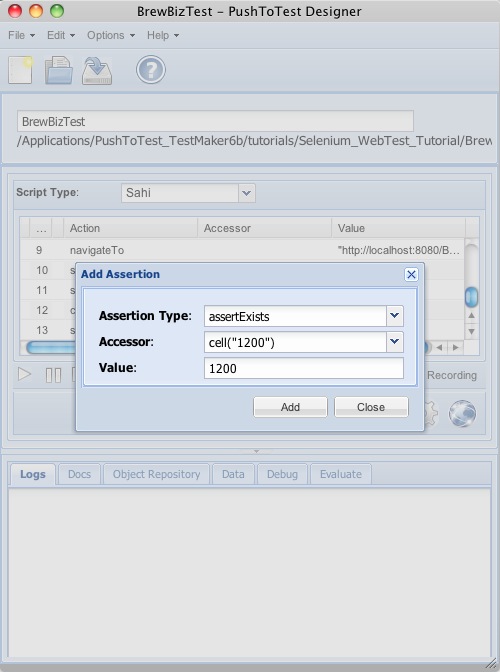 BrewBizTest – PushToTest Designer
File Edit Options Help
BrewBizTest
/Applications/PushToTest_TestMaker6b/tutorials/Selenium_WebTest_Tutorial/Brew
Script Type: Sahi
... Action Accessor Value
9 navigateTo "http://localhost:8080/B...
10 s
11 s
12 c
13 s
Add Assertion
Assertion Type: assertExists
Accessor: cell("1200")
Value: 1200
Add Close
Recording
Logs Docs Object Repository Data Debug Evaluate